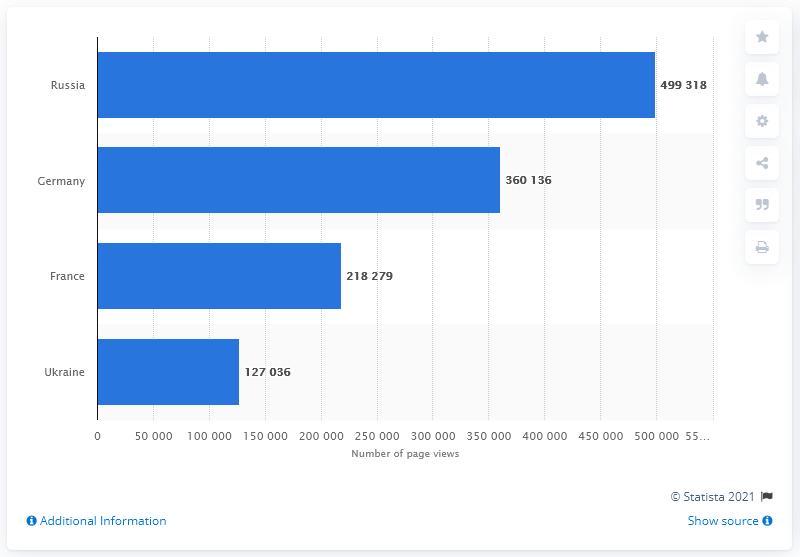 Russia
499 318
Germany
360 136
France
218 279
Ukraine
127 036
0 50 000 100 000 150 000 200 000 250 000 300 000 350 000 400 000 450 000 500 000 55...
Number of page views
© Statista 2021
Additional Information
Show source